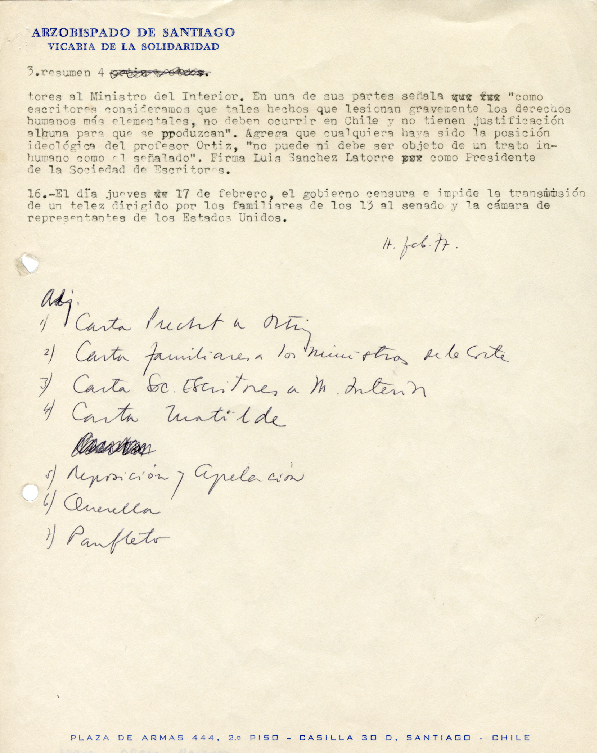 ARZOBISPADO DE SANTIAGO
VICARIA DE LA SOLIDARIDAD
3.resumen 4
tores al Ministro del Interior. En una de sus partes señala "como
escritores consideramos que tales hechos que lesionan gravemente los derechos
humanos más elementales, no deben ocurrir en Chile y no tienen justificación
albuna para que se produzcan". Agrega que cualquiera haya sido la posición
ideológica del profesor Ortiz, "no puede ni debe ser objeto de un trato in-
humano como el señalado". Firma Luis Sanchez Latorre como Presidente
de la Sociedad de Escritores.
16.-El día jueves 17 de febrero, el gobierno censura e impide la transmisión
de un telez dirigido por los familiares de los 13 al senado y la cámara de
representantes de los Estados Unidos.
feb. 77.
Adj.
1) Carta Precht a Ortiz
2) Carta familiares a los Ministros de la Corte
3) Carta Soc. Escritores a M. Interin
4) Carta Matilde
5) Reposición y apelación
6) Querella
7) Panfleto
PLAZA DE ARMAS 444, 2.o PISO - CASILLA 30 D, SANTIAGO - CHILE